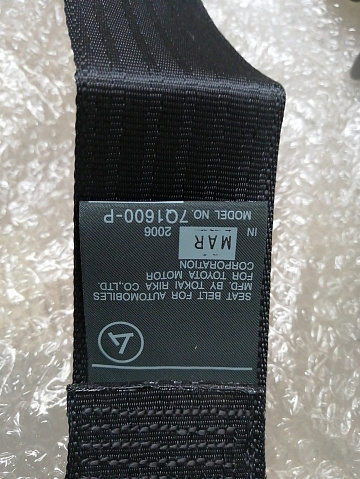 SEAT BELT FOR AUTOMOBILES
MFD. BY TOKAI RIKA CO.,LTD.
FOR TOYOTA MOTOR
CORPORATION
MAR
IN 2006
MODEL NO. 7Q1600-P